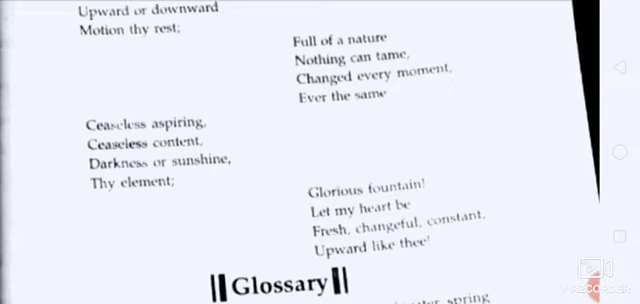 Upward or downward
Motion thy rest;
Full of a nature
Nothing can tame,
Changed every moment,
Ever the same
Ceaseless aspiring,
Ceaseless content,
Darkness or sunshine,
Thy element;
Glorious fountain!
Let my heart be
Fresh, changeful, constant,
Upward like thee!
Glossary
spring
V RECORDER